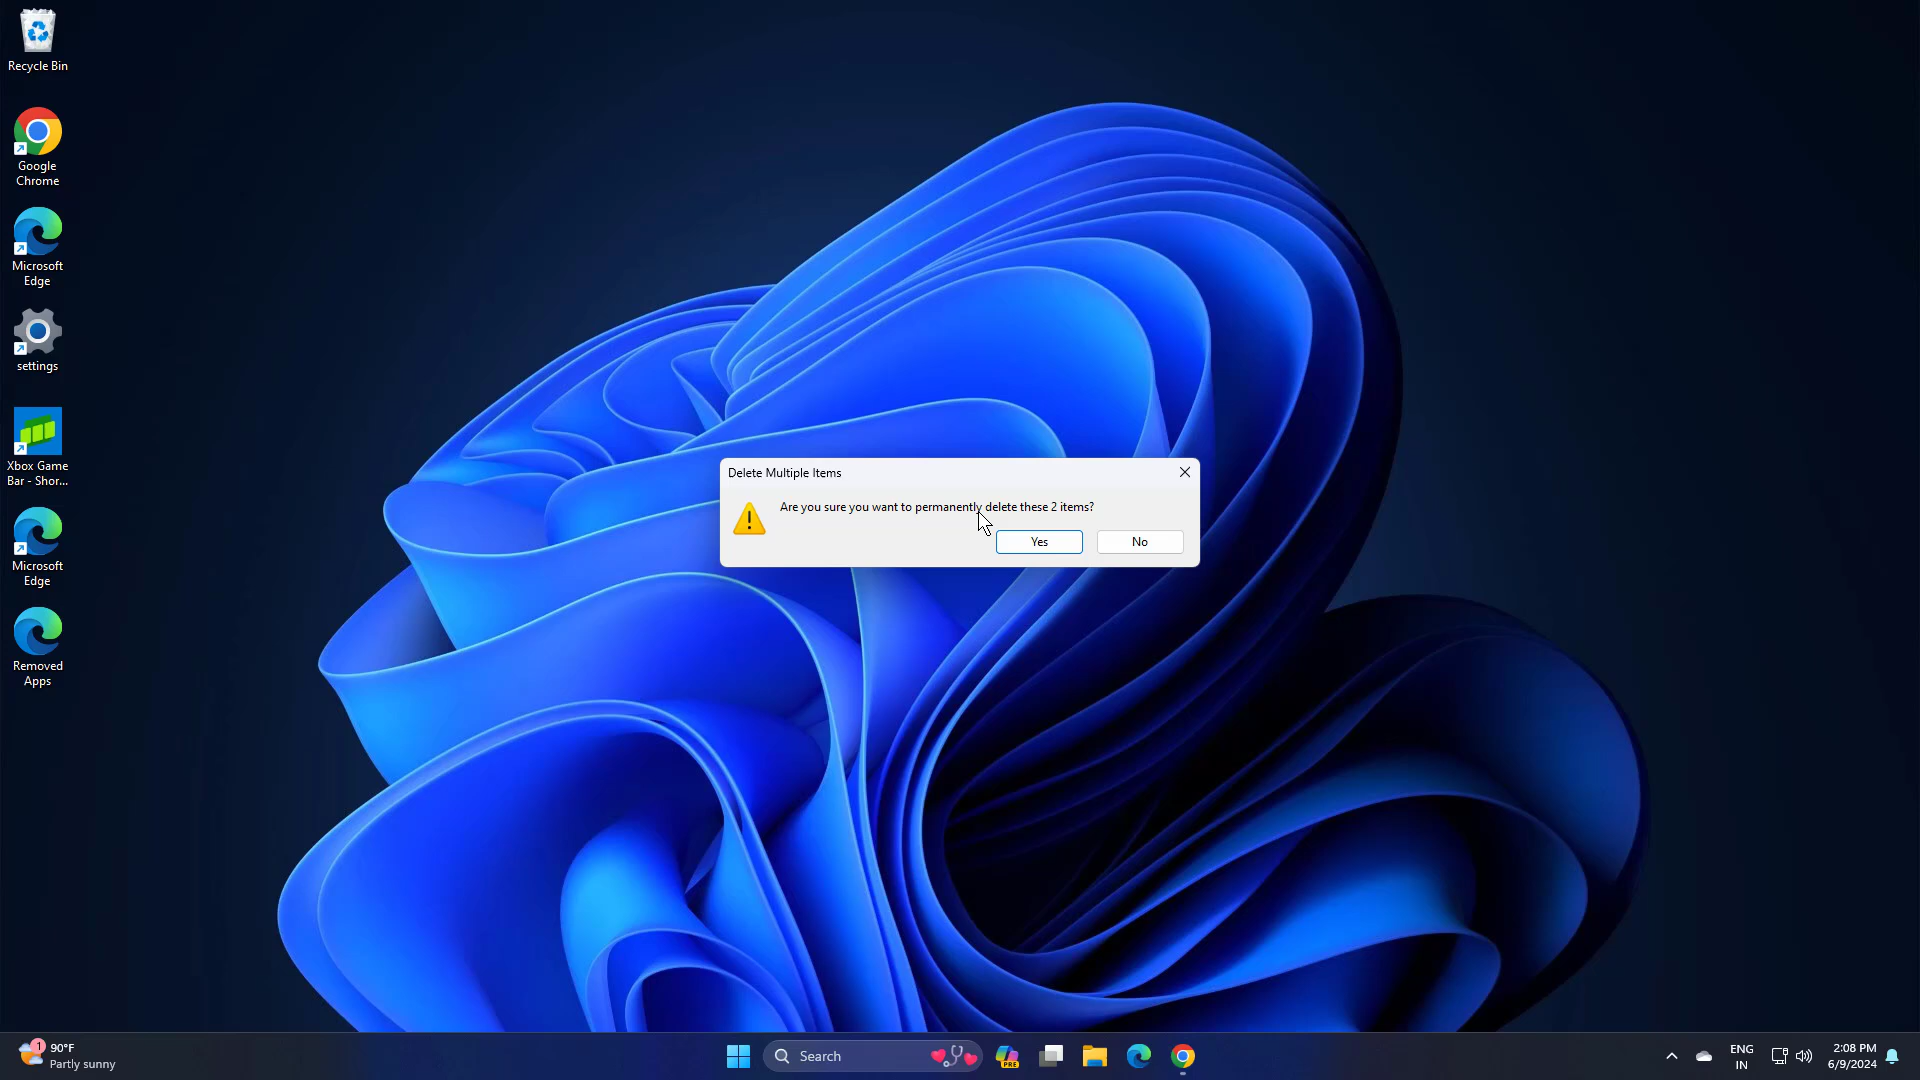 Recycle Bin
Google
Chrome
Microsoft
Edge
settings
Xbox Game
Bar - Shor...
Microsoft
Edge
Removed
Apps
Delete Multiple Items
Are you sure you want to permanently delete these 2 items?
Yes
No
1
90°F
Partly sunny
Search
PRE
ENG
IN
2:08 PM
6/9/2024